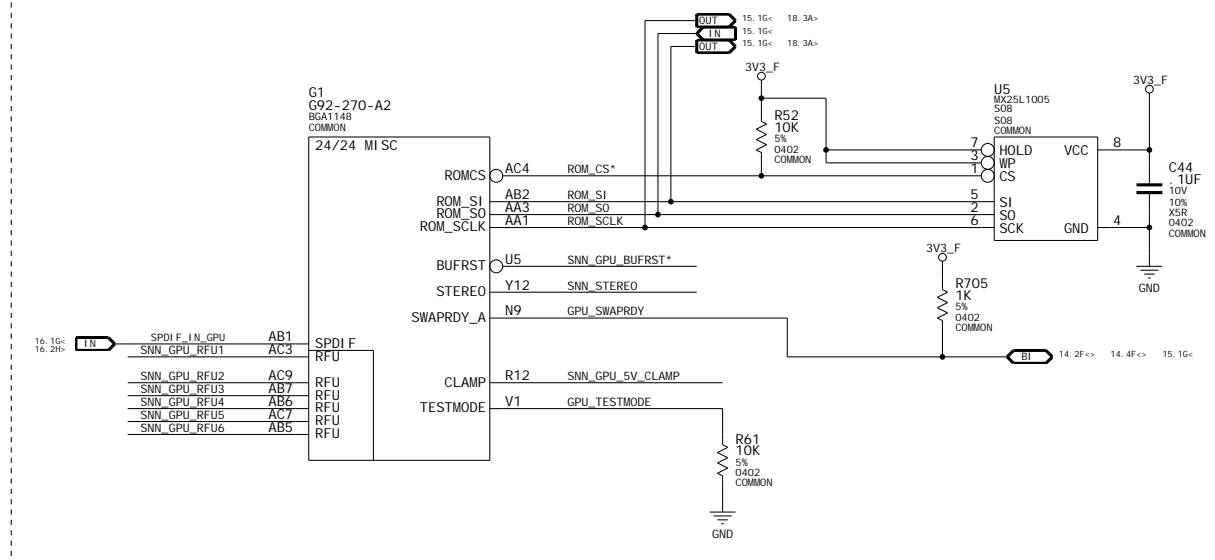 OUT 15.1G< 18.3A>
IN 15.1G<
OUT 15.1G< 18.3A>
3V3_F
3V3_F
G1
G92-270-A2
BGA1148
COMMON
24/24 MISC
R52
10K
5%
0402
COMMON
U5
MX25L1005
SO8
SO8
COMMON
7 HOLD VCC 8
3 WP
1 CS
5 SI
2 SO
6 SCK GND 4
C44
.1UF
10V
10%
X5R
0402
COMMON
GND
ROMCS AC4 ROM_CS*
ROM_SI AB2 ROM_SI
ROM_SO AA3 ROM_SO
ROM_SCLK AA1 ROM_SCLK
BUFRST U5 SNN_GPU_BUFRST*
STEREO Y12 SNN_STEREO
SWAPRDY_A N9 GPU_SWAPRDY
3V3_F
R705
1K
5%
0402
COMMON
BI 14.2F<> 14.4F<> 15.1G<
16.1G<
16.2H>
IN SPDIF_IN_GPU AB1 SPDIF
SNN_GPU_RFU1 AC3 RFU
SNN_GPU_RFU2 AC9 RFU
SNN_GPU_RFU3 AB7 RFU
SNN_GPU_RFU4 AB6 RFU
SNN_GPU_RFU5 AC7 RFU
SNN_GPU_RFU6 AB5 RFU
CLAMP R12 SNN_GPU_5V_CLAMP
TESTMODE V1 GPU_TESTMODE
R61
10K
5%
0402
COMMON
GND